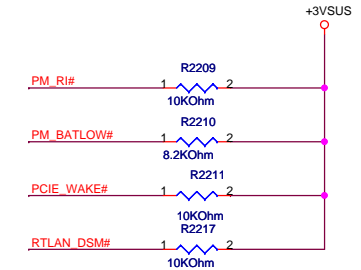 +3VSUS
R2209
PM_RI# 1 2
10KOhm
R2210
PM_BATLOW# 1 2
8.2KOhm
R2211
PCIE_WAKE# 1 2
10KOhm
R2217
RTLAN_DSM# 1 2
10KOhm